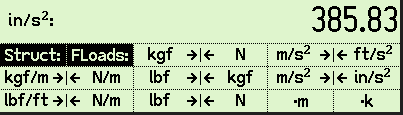 in/s²: 385.83
Struct: FLoads: kgf →|← N m/s² →|← ft/s²
kgf/m →|← N/m lbf →|← kgf m/s² →|← in/s²
lbf/ft →|← N/m lbf →|← N ·m ·k